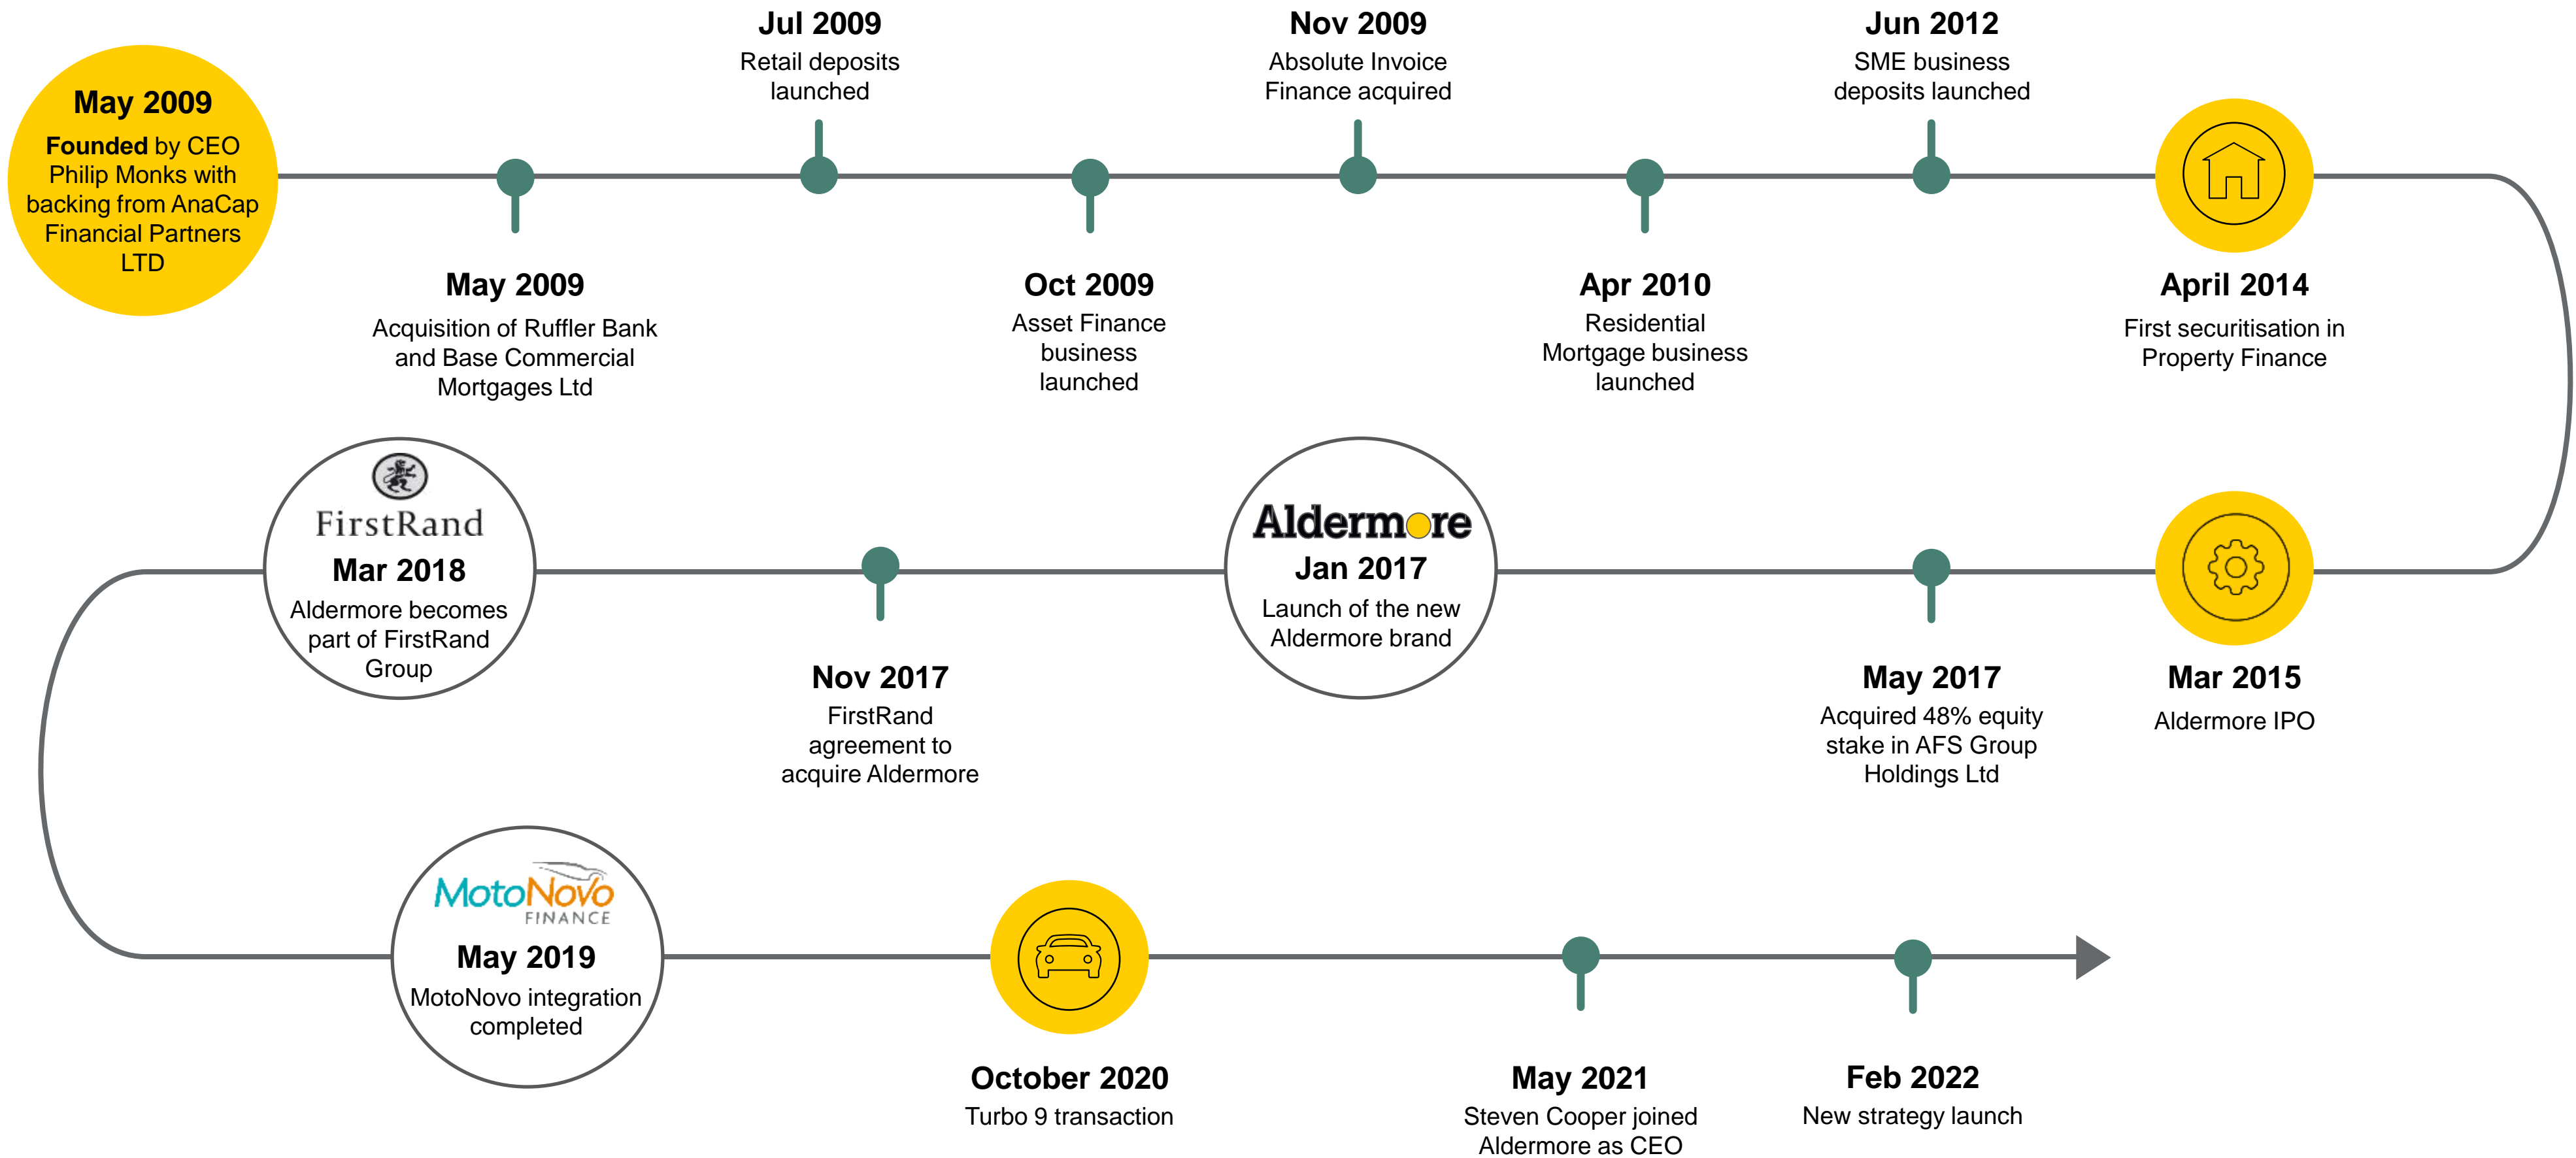 May 2009
Founded by CEO
Philip Monks with
backing from AnaCap
Financial Partners
LTD
May 2009
Acquisition of Ruffler Bank
and Base Commercial
Mortgages Ltd
Jul 2009
Retail deposits
launched
Oct 2009
Asset Finance
business
launched
Nov 2009
Absolute Invoice
Finance acquired
Apr 2010
Residential
Mortgage business
launched
Jun 2012
SME business
deposits launched
April 2014
First securitisation in
Property Finance
Mar 2015
Aldermore IPO
May 2017
Acquired 48% equity
stake in AFS Group
Holdings Ltd
Aldermore
Jan 2017
Launch of the new
Aldermore brand
Nov 2017
FirstRand
agreement to
acquire Aldermore
FirstRand
Mar 2018
Aldermore becomes
part of FirstRand
Group
MotoNovo
FINANCE
May 2019
MotoNovo integration
completed
October 2020
Turbo 9 transaction
May 2021
Steven Cooper joined
Aldermore as CEO
Feb 2022
New strategy launch